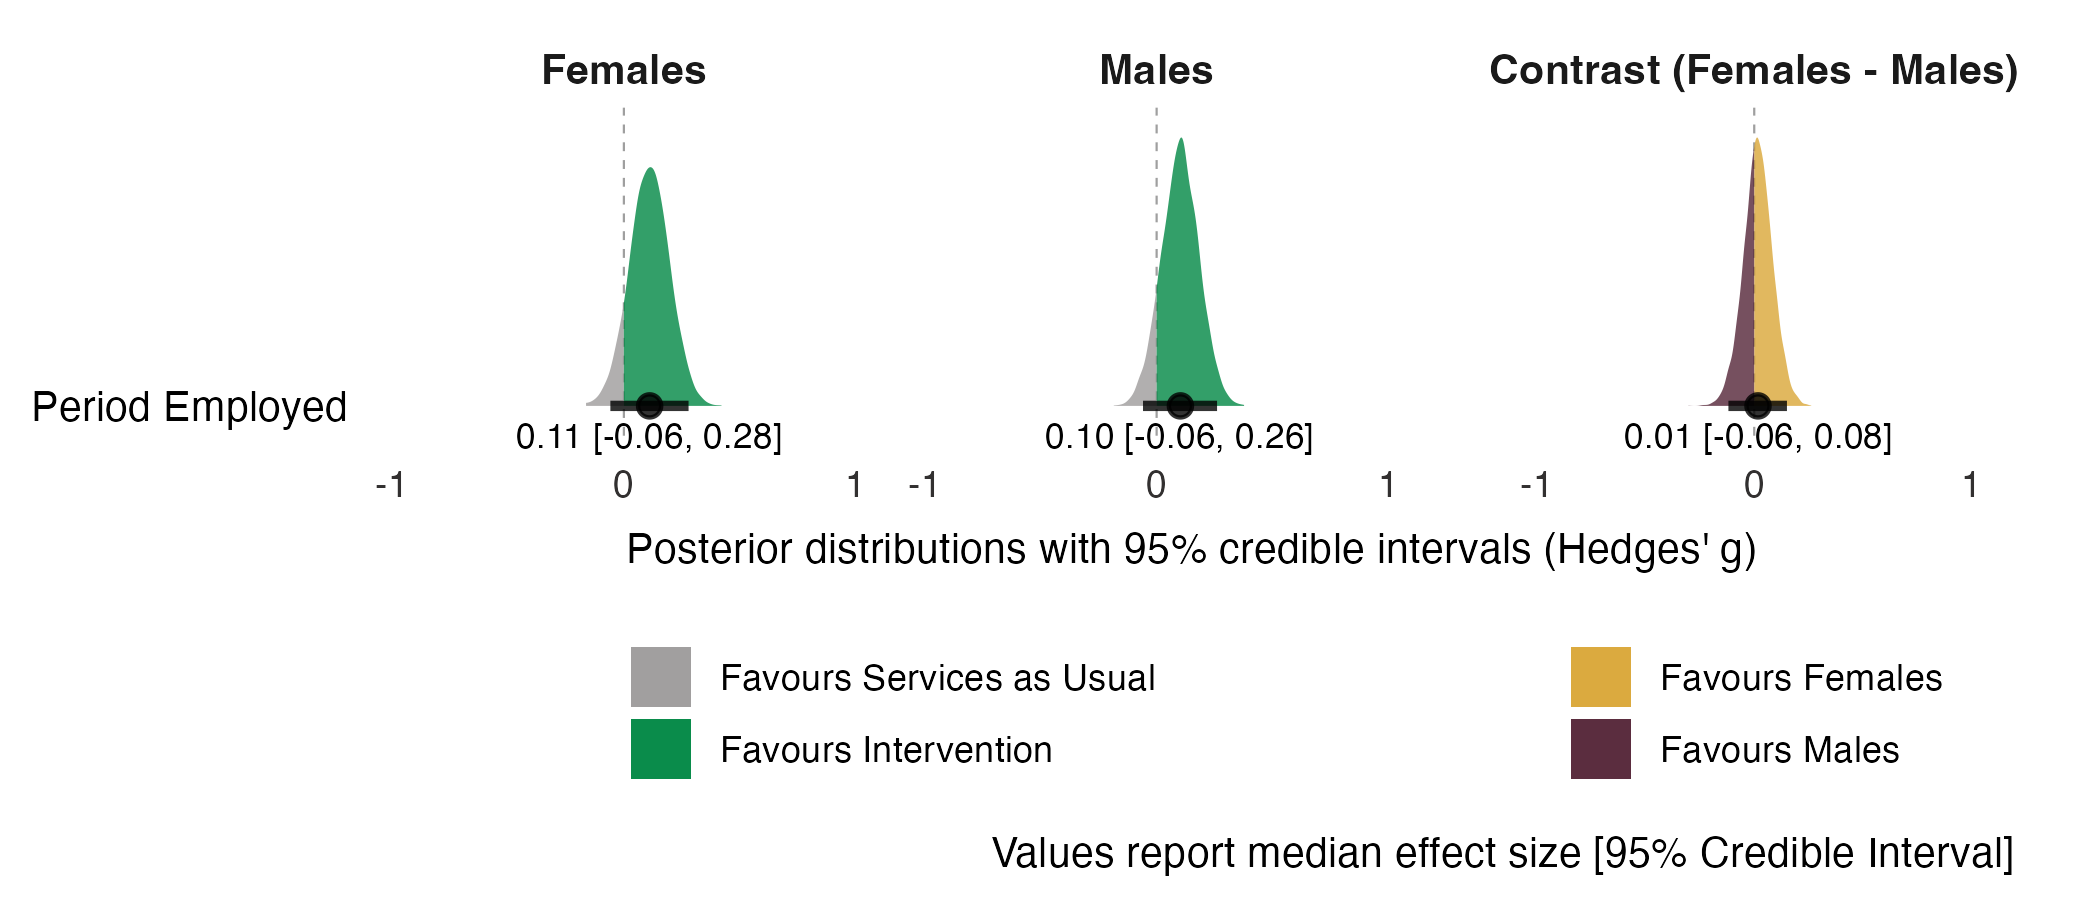 Females Males Contrast (Females - Males)
Period Employed
0.11 [-0.06, 0.28] 0.10 [-0.06, 0.26] 0.01 [-0.06, 0.08]
-1 0 1 -1 0 1 -1 0 1
Posterior distributions with 95% credible intervals (Hedges' g)
Favours Services as Usual Favours Females
Favours Intervention Favours Males
Values report median effect size [95% Credible Interval]